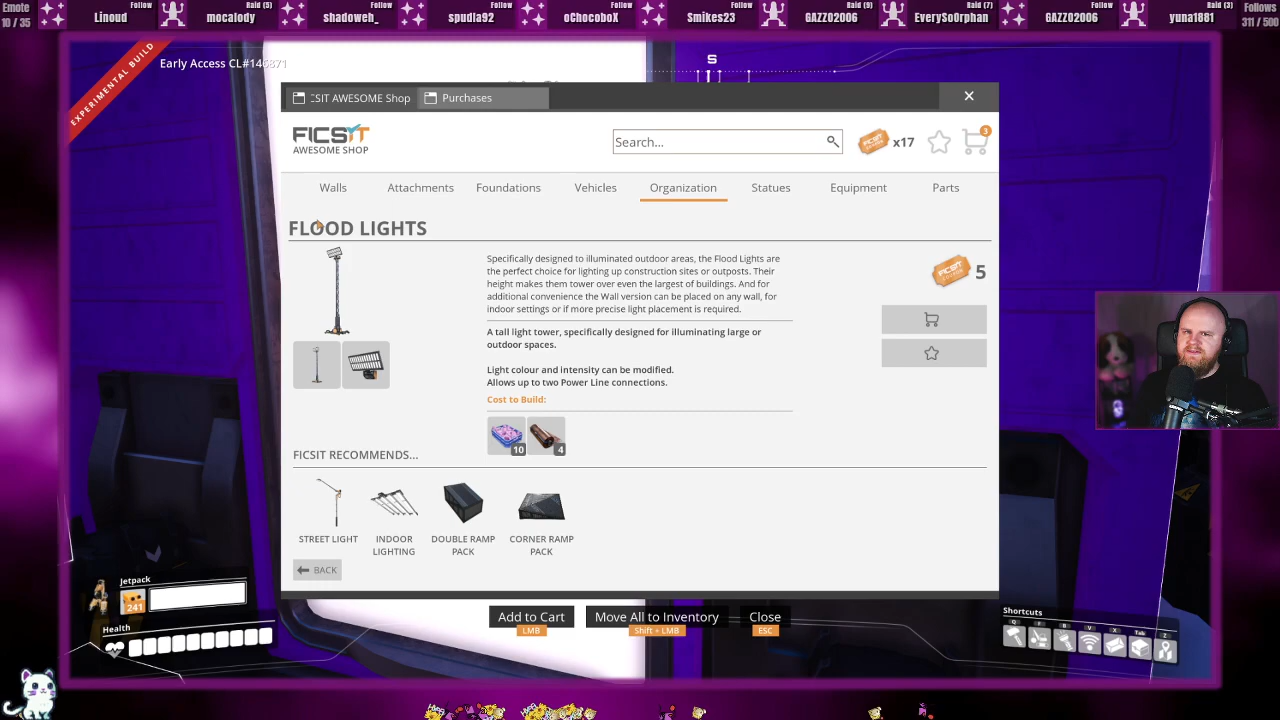 Emote
10 / 35
Follow
Linoud
Raid (5)
mocalody
Follow
shadoweh_
Follow
spudla92
Follow
oChocoboX
Follow
Smikes23
Raid (9)
GAZZ02006
Raid (7)
EverySoOrphan
Follow
GAZZ02006
Raid (3)
yuna1881
Follows
311 / 500
EXPERIMENTAL BUILD
Early Access CL#146871
S
CSIT AWESOME Shop
Purchases
FICSIT
AWESOME SHOP
Search...
x17
3
Walls
Attachments
Foundations
Vehicles
Organization
Statues
Equipment
Parts
FLOOD LIGHTS
Specifically designed to illuminated outdoor areas, the Flood Lights are
the perfect choice for lighting up construction sites or outposts. Their
height makes them tower over even the largest of buildings. And for
additional convenience the Wall version can be placed on any wall, for
indoor settings or if more precise light placement is required.
5
A tall light tower, specifically designed for illuminating large or
outdoor spaces.
Light colour and intensity can be modified.
Allows up to two Power Line connections.
Cost to Build:
10
4
FICSIT RECOMMENDS...
STREET LIGHT
INDOOR
LIGHTING
DOUBLE RAMP
PACK
CORNER RAMP
PACK
BACK
Add to Cart
LMB
Move All to Inventory
Shift + LMB
Close
ESC
Jetpack
241
Health
Shortcuts
Q
F
B
V
X
Tab
Z